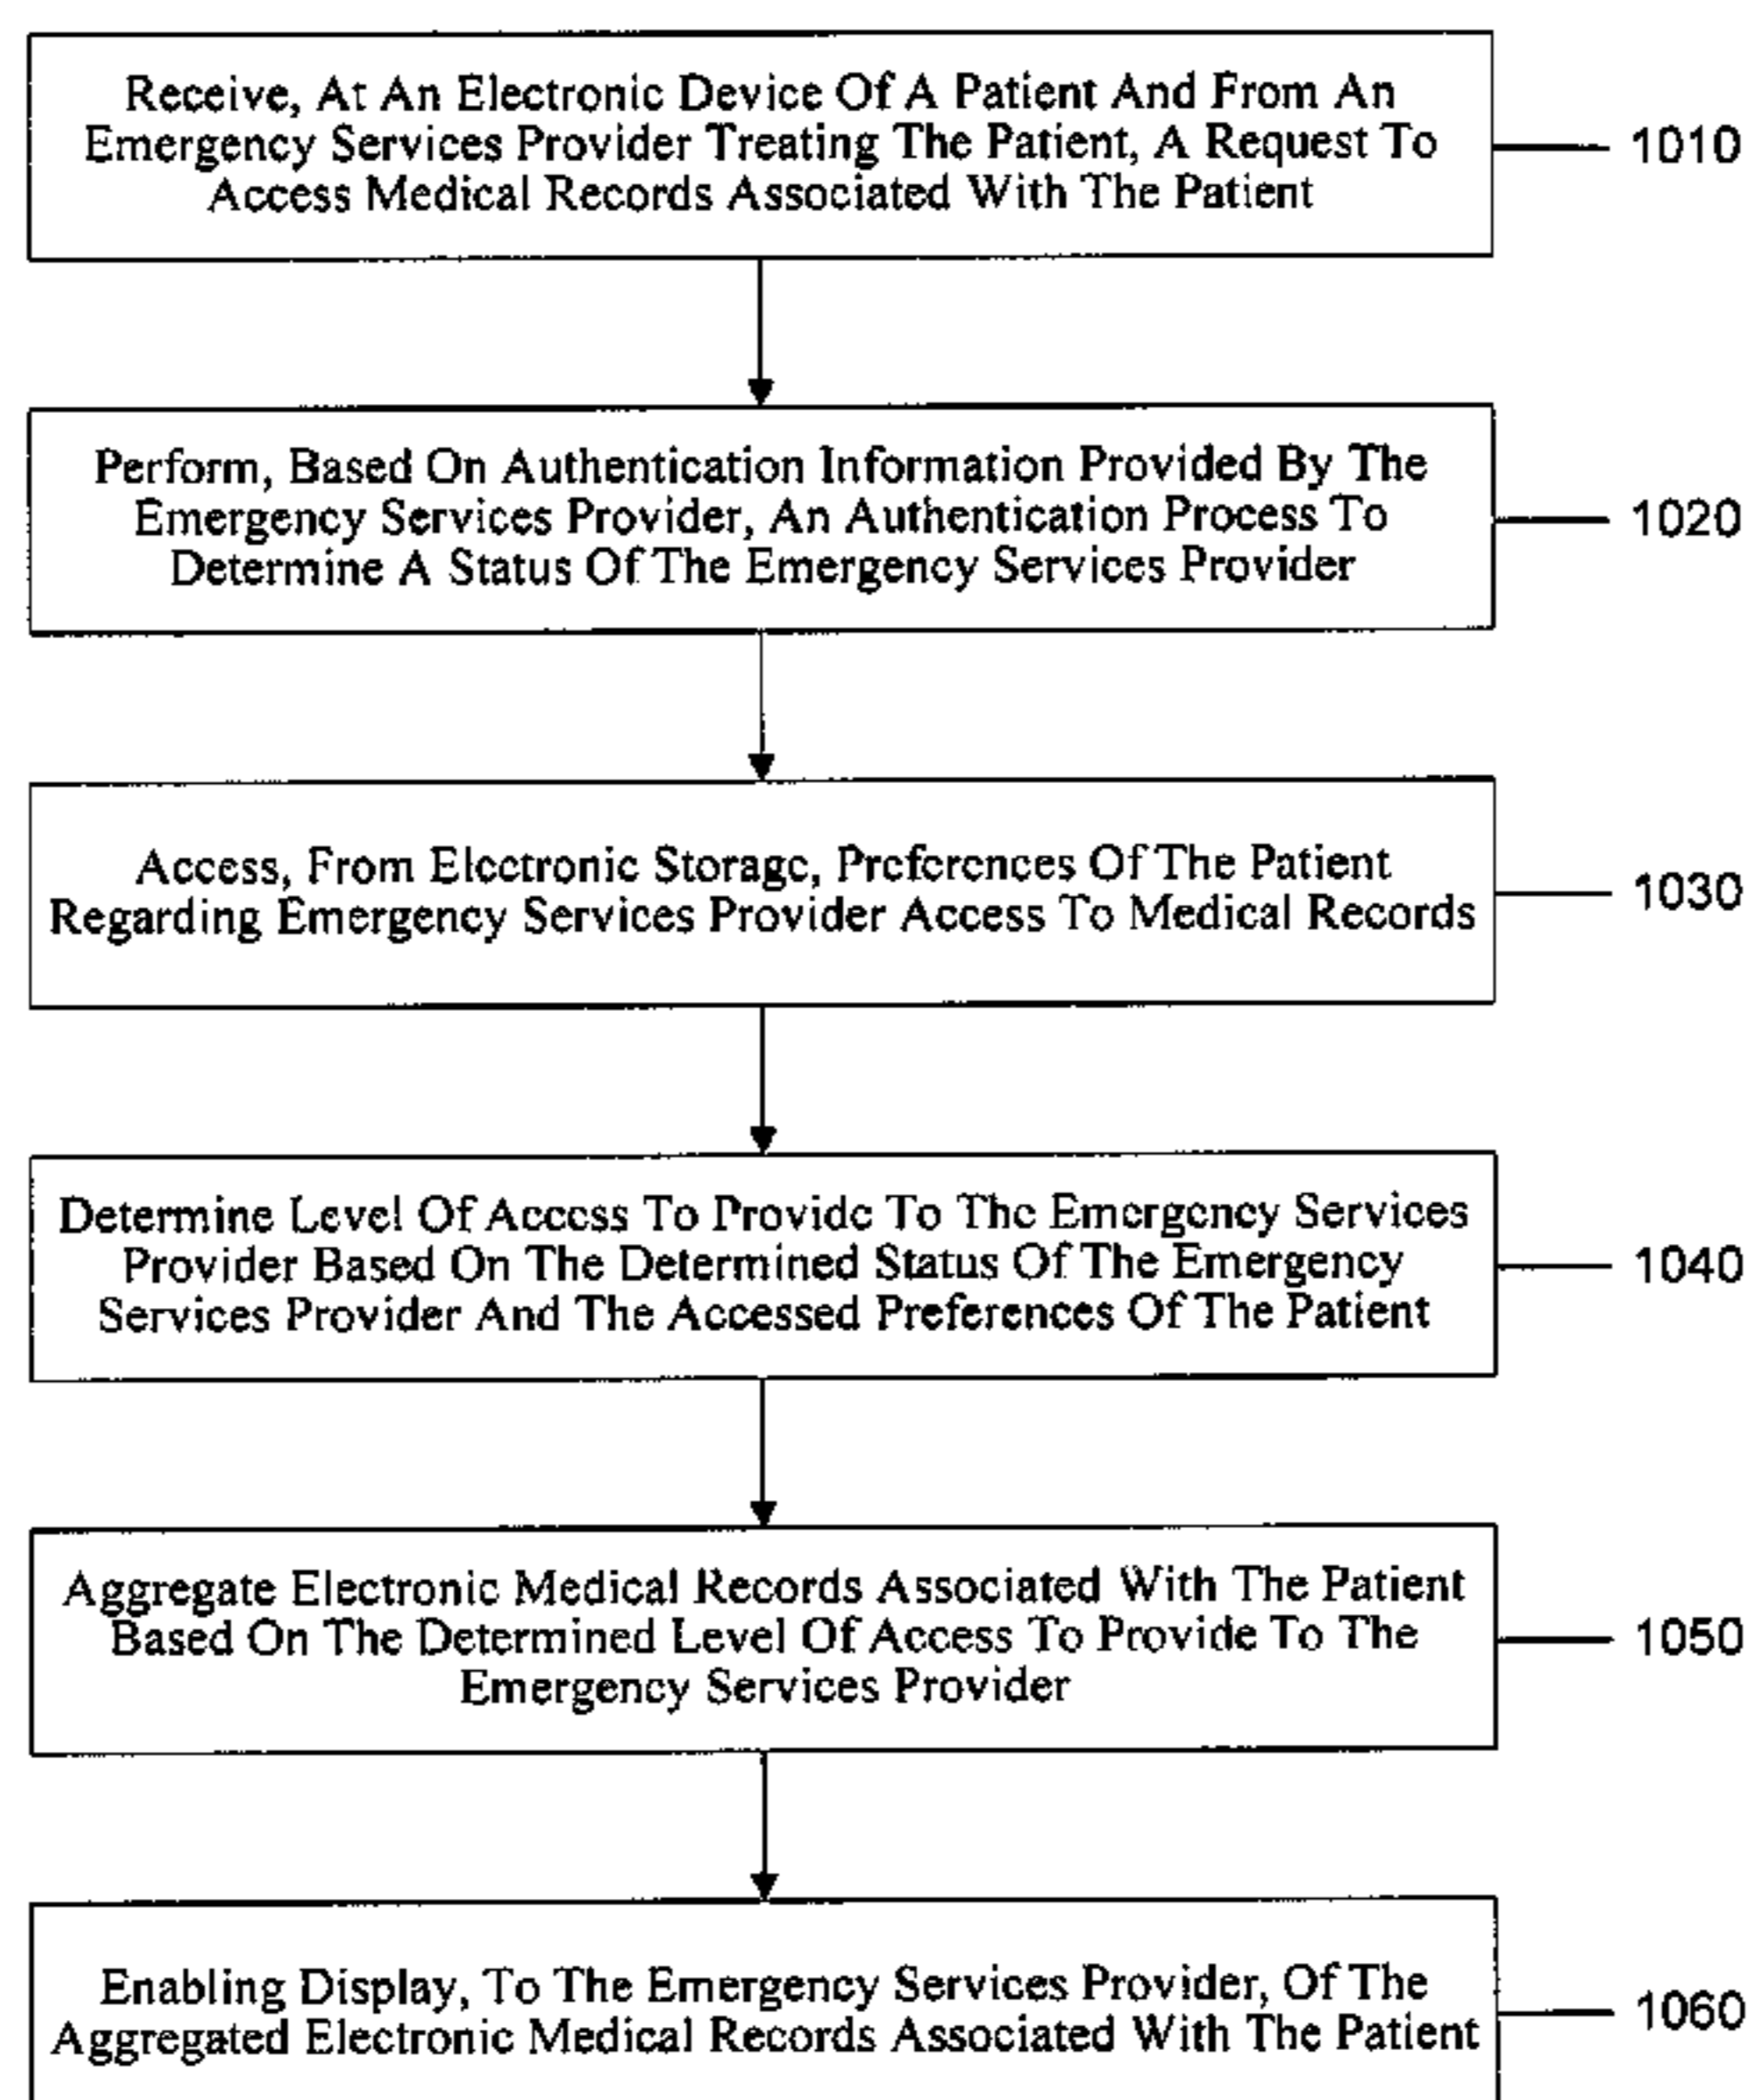 Receive, At An Electronic Device Of A Patient And From An
Emergency Services Provider Treating The Patient, A Request To
Access Medical Records Associated With The Patient
1010
Perform, Based On Authentication Information Provided By The
Emergency Services Provider, An Authentication Process To
Determine A Status Of The Emergency Services Provider
1020
Access, From Electronic Storage, Preferences Of The Patient
Regarding Emergency Services Provider Access To Medical Records
1030
Determine Level Of Access To Provide To The Emergency Services
Provider Based On The Determined Status Of The Emergency
Services Provider And The Accessed Preferences Of The Patient
1040
Aggregate Electronic Medical Records Associated With The Patient
Based On The Determined Level Of Access To Provide To The
Emergency Services Provider
1050
Enabling Display, To The Emergency Services Provider, Of The
Aggregated Electronic Medical Records Associated With The Patient
1060